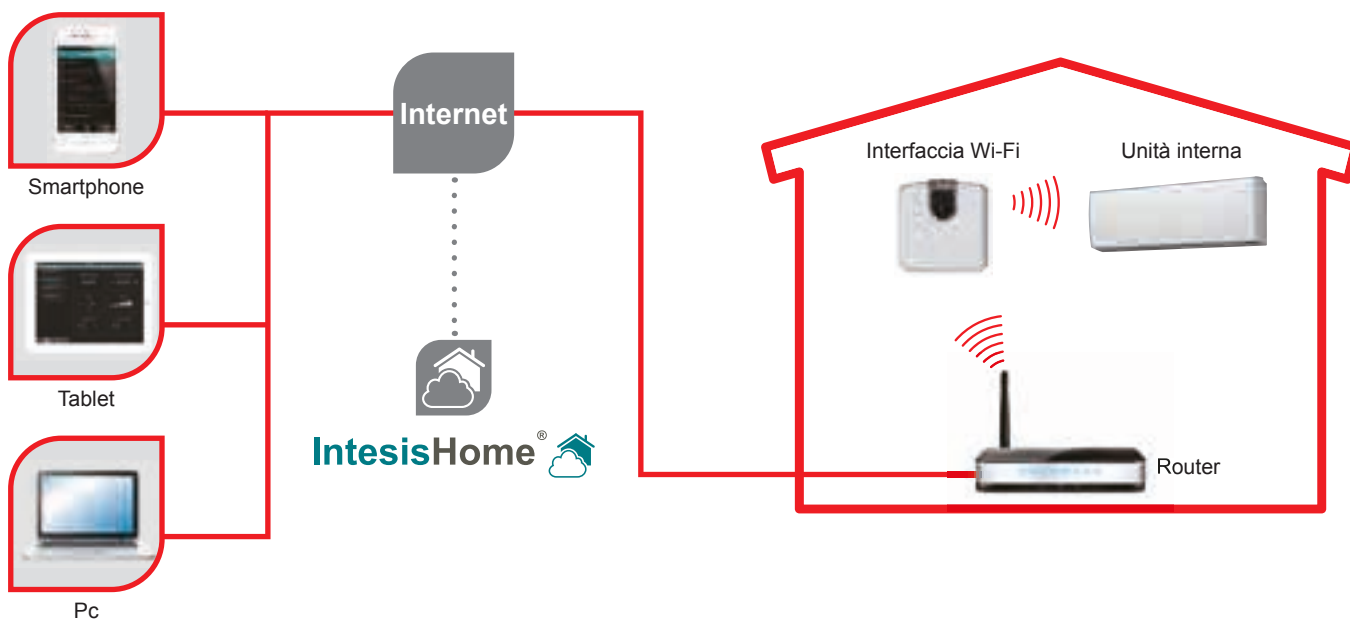 Smartphone
Tablet
Pc
Internet
IntesisHome®
Interfaccia Wi-Fi
Unità interna
Router